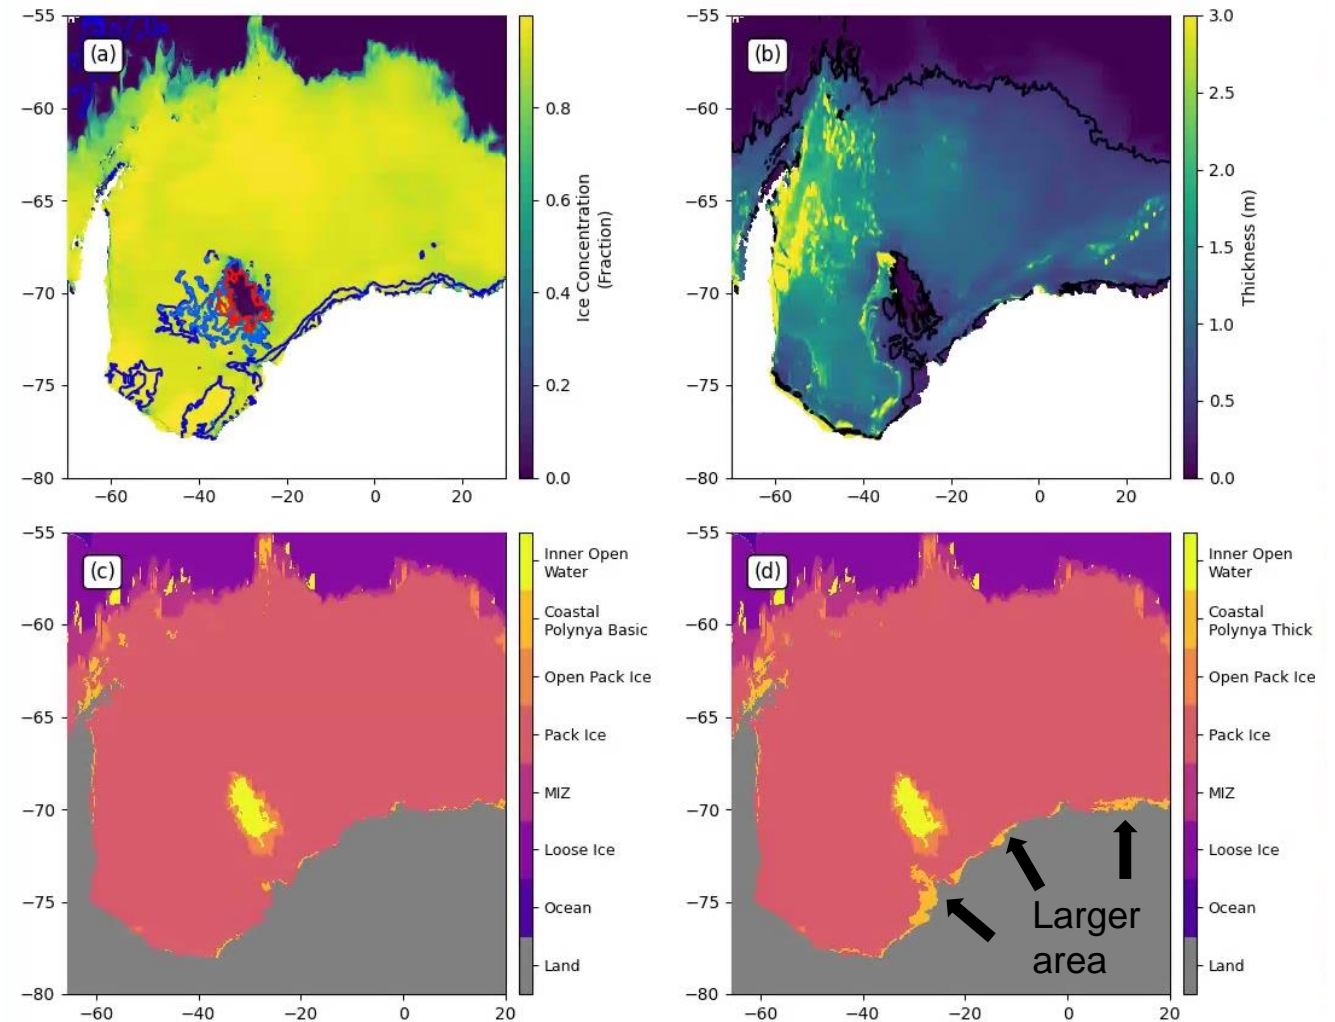 −55
−60
−65
−70
−75
−80
−60
−40
−20
0
20
(a)
0.8
0.6
0.4
0.2
0.0
Ice Concentration
(Fraction)
−55
−60
−65
−70
−75
−80
−60
−40
−20
0
20
(b)
3.0
2.5
2.0
1.5
1.0
0.5
0.0
Thickness (m)
−55
−60
−65
−70
−75
−80
−60
−40
−20
0
20
(c)
Inner Open
Water
Coastal
Polynya Basic
Open Pack Ice
Pack Ice
MIZ
Loose Ice
Ocean
Land
−55
−60
−65
−70
−75
−80
−60
−40
−20
0
20
(d)
Larger
area
Inner Open
Water
Coastal
Polynya Thick
Open Pack Ice
Pack Ice
MIZ
Loose Ice
Ocean
Land